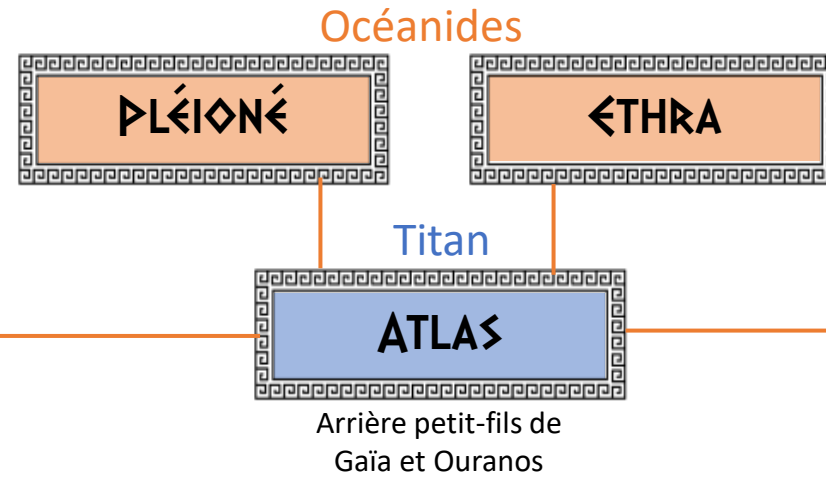 Océanides
PLÉIONÉ
ETHRA
Titan
ATLAS
Arrière petit-fils de
Gaïa et Ouranos